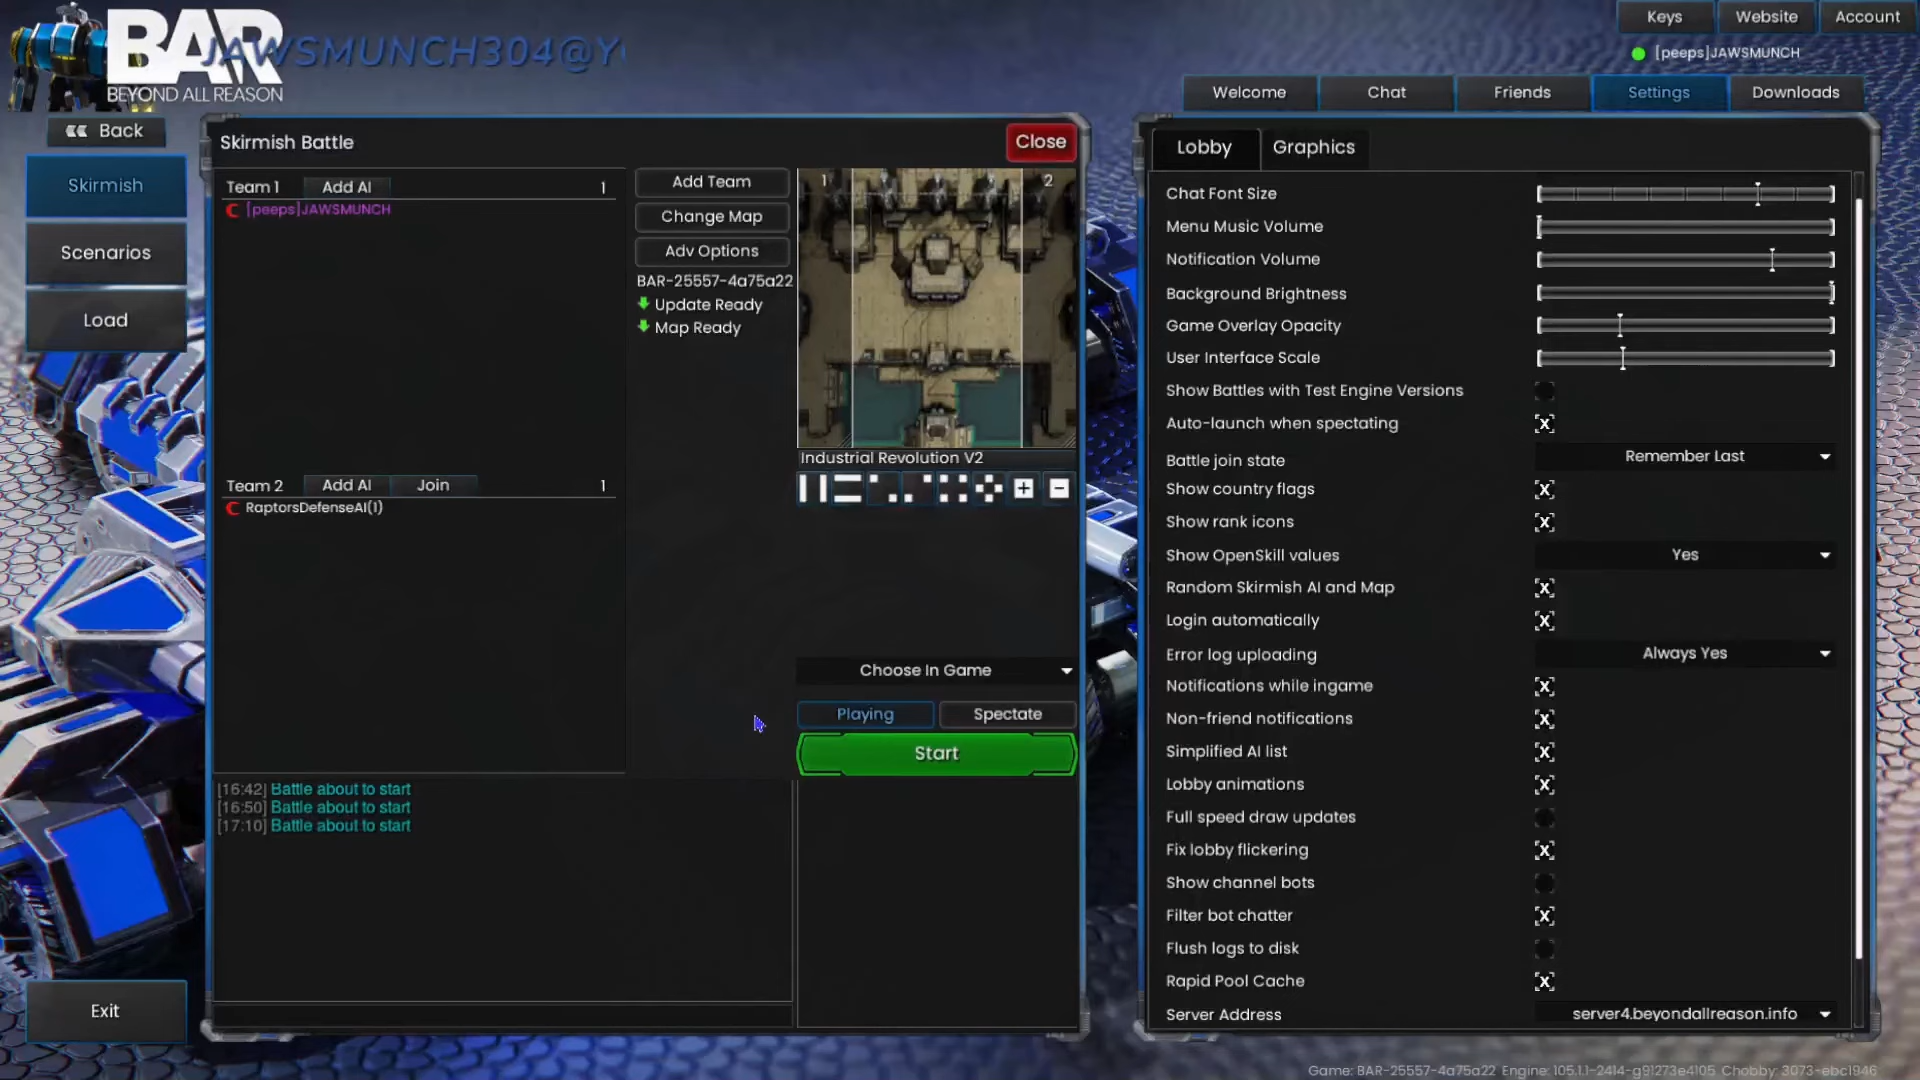 BAR
BEYOND ALL REASON
JAWSMUNCH304@Y
Keys
Website
Account
[peeps]JAWSMUNCH
Welcome
Chat
Friends
Settings
Downloads
Back
Skirmish
Scenarios
Load
Exit
Skirmish Battle
Close
Team 1
Add AI
1
[peeps]JAWSMUNCH
Team 2
Add AI
Join
1
RaptorsDefenseAI(1)
Add Team
Change Map
Adv Options
BAR-25557-4a75a22
Update Ready
Map Ready
1
2
Industrial Revolution V2
Choose In Game
Playing
Spectate
Start
[16:42] Battle about to start
[16:50] Battle about to start
[17:10] Battle about to start
Lobby
Graphics
Chat Font Size
Menu Music Volume
Notification Volume
Background Brightness
Game Overlay Opacity
User Interface Scale
Show Battles with Test Engine Versions
Auto-launch when spectating
Battle join state
Remember Last
Show country flags
Show rank icons
Show OpenSkill values
Yes
Random Skirmish AI and Map
Login automatically
Error log uploading
Always Yes
Notifications while ingame
Non-friend notifications
Simplified AI list
Lobby animations
Full speed draw updates
Fix lobby flickering
Show channel bots
Filter bot chatter
Flush logs to disk
Rapid Pool Cache
Server Address
server4.beyondallreason.info
Game: BAR-25557-4a75a22 Engine: 105.1.1-2414-g91273e4105 Chobby: 3073-ebc1946